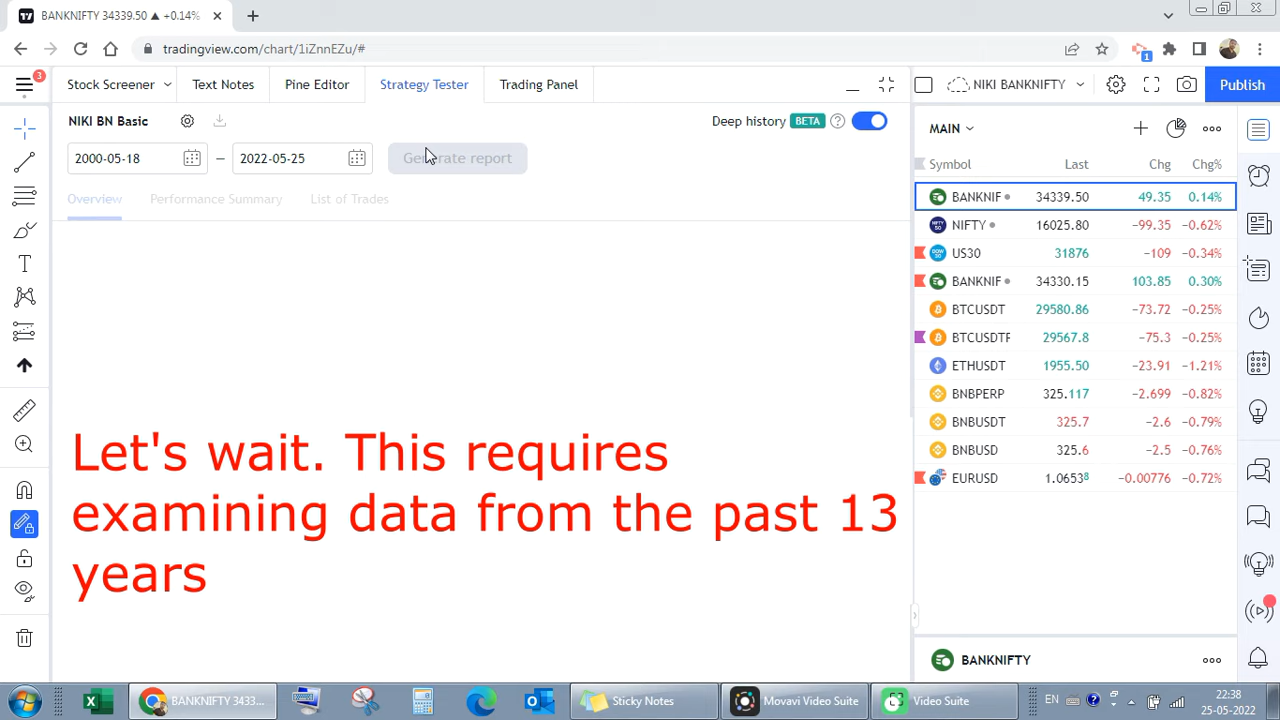 BANKNIFTY 34339.50 ▲ +0.14%
tradingview.com/chart/1iZnnEZu/#
1
3
Stock Screener
Text Notes
Pine Editor
Strategy Tester
Trading Panel
NIKI BANKNIFTY
Publish
NIKI BN Basic
Deep history BETA
2000-05-18 – 2022-05-25
Generate report
Overview
Performance Summary
List of Trades
MAIN
Symbol Last Chg Chg%
BANKNIF 34339.50 49.35 0.14%
NIFTY 16025.80 −99.35 −0.62%
US30 31876 −109 −0.34%
BANKNIF 34330.15 103.85 0.30%
BTCUSDT 29580.86 −73.72 −0.25%
BTCUSDTF 29567.8 −75.3 −0.25%
ETHUSDT 1955.50 −23.91 −1.21%
BNBPERP 325.117 −2.699 −0.82%
BNBUSDT 325.7 −2.6 −0.79%
BNBUSD 325.6 −2.5 −0.76%
EURUSD 1.06538 −0.00776 −0.72%
Let's wait. This requires
examining data from the past 13
years
BANKNIFTY
BANKNIFTY 3433...
Sticky Notes
Movavi Video Suite
Video Suite
EN
22:38
25-05-2022